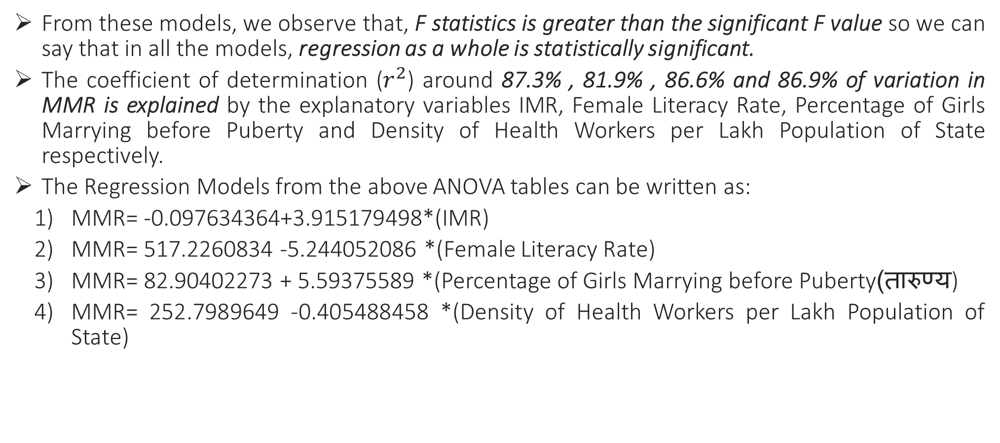 ➢ From these models, we observe that, F statistics is greater than the significant F value so we can
say that in all the models, regression as a whole is statistically significant.
➢ The coefficient of determination (r²) around 87.3% , 81.9% , 86.6% and 86.9% of variation in
MMR is explained by the explanatory variables IMR, Female Literacy Rate, Percentage of Girls
Marrying before Puberty and Density of Health Workers per Lakh Population of State
respectively.
➢ The Regression Models from the above ANOVA tables can be written as:
1) MMR= -0.097634364+3.915179498*(IMR)
2) MMR= 517.2260834 -5.244052086 *(Female Literacy Rate)
3) MMR= 82.90402273 + 5.59375589 *(Percentage of Girls Marrying before Puberty(तारुण्य)
4) MMR= 252.7989649 -0.405488458 *(Density of Health Workers per Lakh Population of
State)